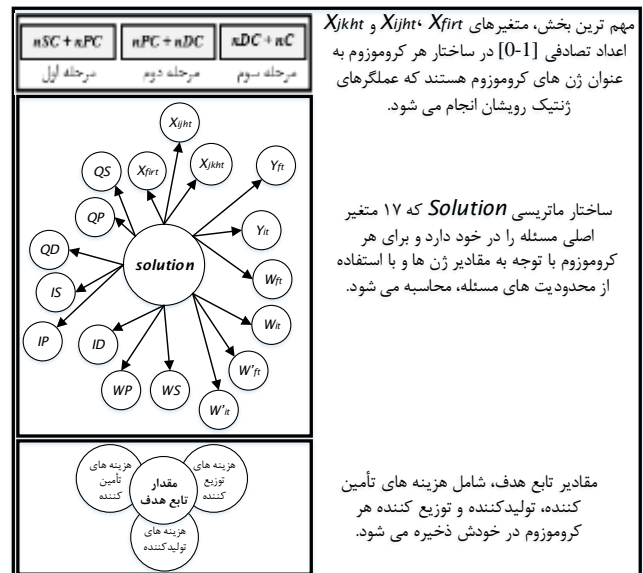 مهم ترین بخش، متغیرهای Xfirt ،Xijht و Xjkht
اعداد تصادفی [0-1] در ساختار هر کروموزوم به
عنوان ژن های کروموزوم هستند که عملگرهای
ژنتیک رویشان انجام می شود.
nSC + nPC
nPC + nDC
nDC + nC
مرحله اول
مرحله دوم
مرحله سوم
ساختار ماتریسی Solution که ۱۷ متغیر
اصلی مسئله را در خود دارد و برای هر
کروموزوم با توجه به مقادیر ژن ها و با استفاده
از محدودیت های مسئله، محاسبه می شود.
Xijht
QS
Xfirt
Xjkht
Yft
QP
Yit
QD
solution
Wft
IS
Wit
IP
ID
W'ft
WP
WS
W'it
مقادیر تابع هدف، شامل هزینه های تأمین
کننده، تولیدکننده و توزیع کننده هر
کروموزوم در خودش ذخیره می شود.
هزینه های
توزیع
کننده
مقدار
تابع هدف
هزینه های
تأمین
کننده
هزینه های
تولیدکننده